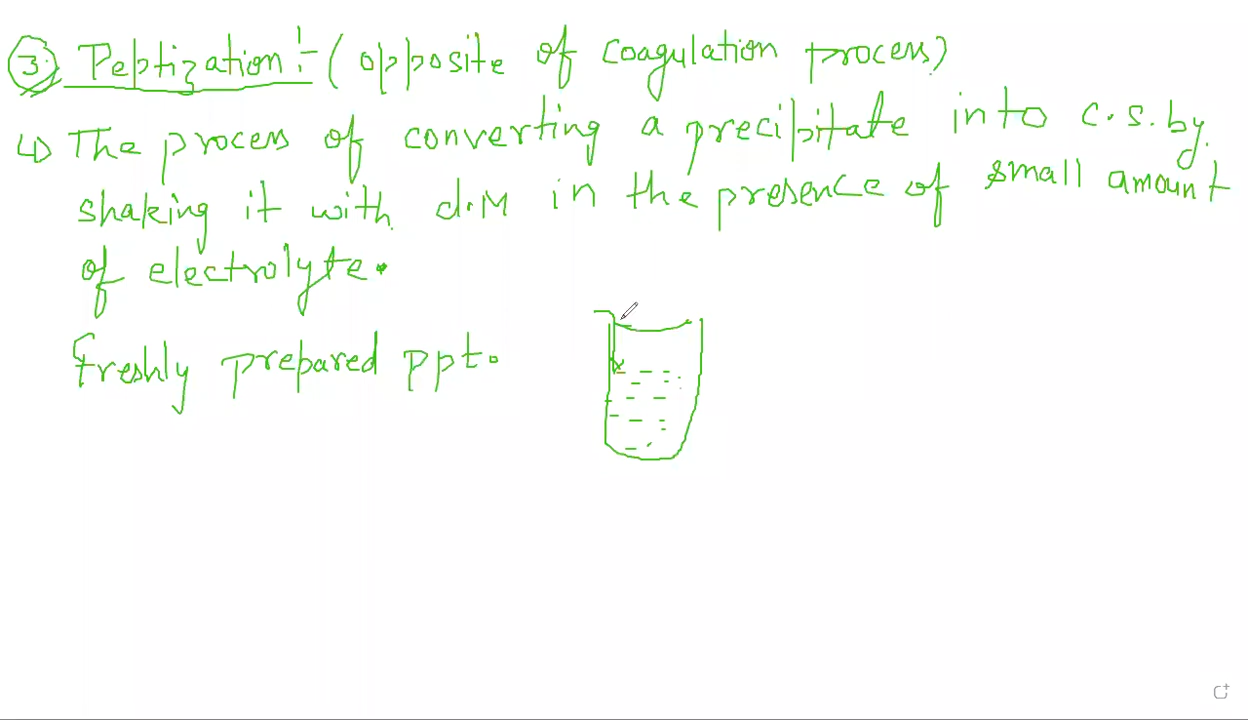 ③ Peptization :- (opposite of coagulation process)
↳ The process of converting a precipitate into c.s. by
shaking it with d.M in the presence of small amount
of electrolyte.
Freshly prepared ppt.